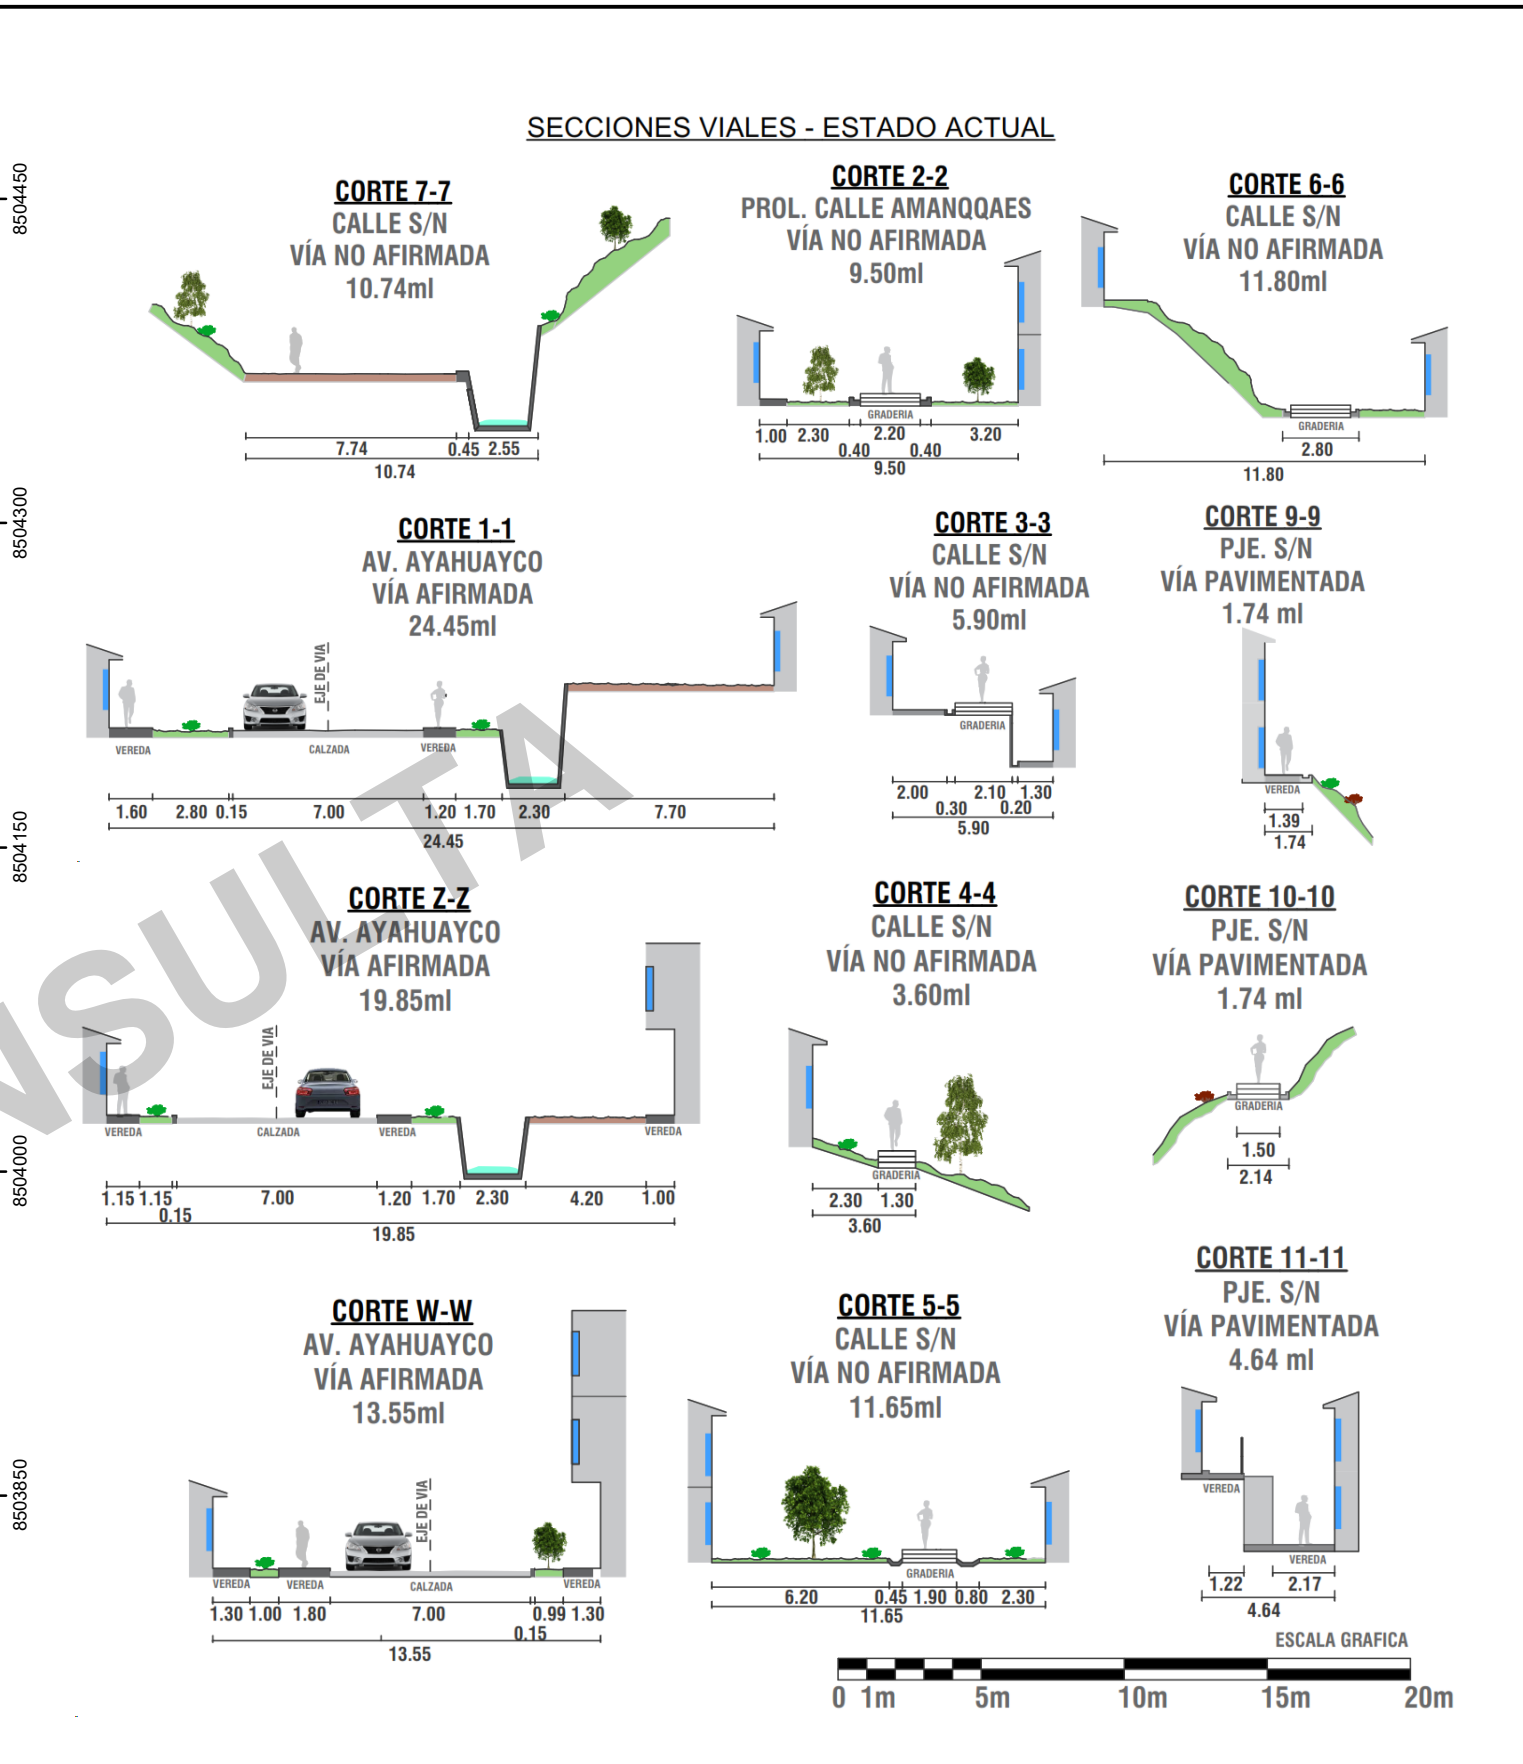 SECCIONES VIALES - ESTADO ACTUAL
8504450
8504300
8504150
8504000
8503850
CORTE 7-7
CALLE S/N
VÍA NO AFIRMADA
10.74ml
7.74 0.45 2.55
10.74
CORTE 2-2
PROL. CALLE AMANQQAES
VÍA NO AFIRMADA
9.50ml
GRADERIA
1.00 2.30 2.20 3.20
0.40 0.40
9.50
CORTE 6-6
CALLE S/N
VÍA NO AFIRMADA
11.80ml
GRADERIA
2.80
11.80
CORTE 1-1
AV. AYAHUAYCO
VÍA AFIRMADA
24.45ml
EJE DE VIA
VEREDA CALZADA VEREDA
1.60 2.80 0.15 7.00 1.20 1.70 2.30 7.70
24.45
CORTE 3-3
CALLE S/N
VÍA NO AFIRMADA
5.90ml
GRADERIA
2.00 2.10 1.30
0.30 0.20
5.90
CORTE 9-9
PJE. S/N
VÍA PAVIMENTADA
1.74 ml
VEREDA
1.39
1.74
CORTE Z-Z
AV. AYAHUAYCO
VÍA AFIRMADA
19.85ml
EJE DE VIA
VEREDA CALZADA VEREDA VEREDA
1.15 1.15 7.00 1.20 1.70 2.30 4.20 1.00
0.15
19.85
CORTE 4-4
CALLE S/N
VÍA NO AFIRMADA
3.60ml
GRADERIA
2.30 1.30
3.60
CORTE 10-10
PJE. S/N
VÍA PAVIMENTADA
1.74 ml
GRADERIA
1.50
2.14
CORTE W-W
AV. AYAHUAYCO
VÍA AFIRMADA
13.55ml
EJE DE VIA
VEREDA VEREDA CALZADA VEREDA
1.30 1.00 1.80 7.00 0.99 1.30
0.15
13.55
CORTE 5-5
CALLE S/N
VÍA NO AFIRMADA
11.65ml
GRADERIA
6.20 0.45 1.90 0.80 2.30
11.65
CORTE 11-11
PJE. S/N
VÍA PAVIMENTADA
4.64 ml
VEREDA
VEREDA
1.22 2.17
4.64
ESCALA GRAFICA
0 1m 5m 10m 15m 20m
NSULTA